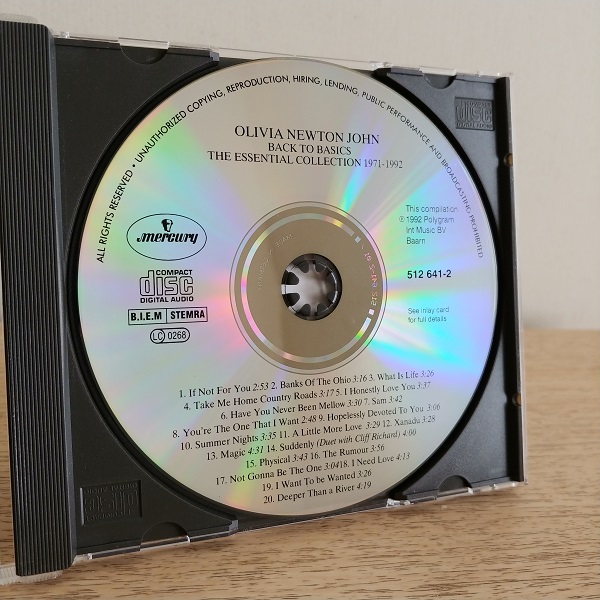 ALL RIGHTS RESERVED • UNAUTHORIZED COPYING, REPRODUCTION, HIRING, LENDING, PUBLIC PERFORMANCE AND BROADCASTING PROHIBITED
OLIVIA NEWTON JOHN
BACK TO BASICS
THE ESSENTIAL COLLECTION 1971-1992
mercury
COMPACT
disc
DIGITAL AUDIO
B.I.E.M STEMRA
LC 0268
This compilation
℗ 1992 Polygram
Int Music BV
Baarn
512 641-2
See inlay card
for full details
1. If Not For You 2:53 2. Banks Of The Ohio 3:16 3. What Is Life 3:26
4. Take Me Home Country Roads 3:17 5. I Honestly Love You 3:37
6. Have You Never Been Mellow 3:30 7. Sam 3:42
8. You're The One That I Want 2:48 9. Hopelessly Devoted To You 3:06
10. Summer Nights 3:35 11. A Little More Love 3:29 12. Xanadu 3:28
13. Magic 4:31 14. Suddenly (Duet with Cliff Richard) 4:00
15. Physical 3:43 16. The Rumour 3:56
17. Not Gonna Be The One 3:04 18. I Need Love 4:13
19. I Want To be Wanted 3:26
20. Deeper Than a River 4:19